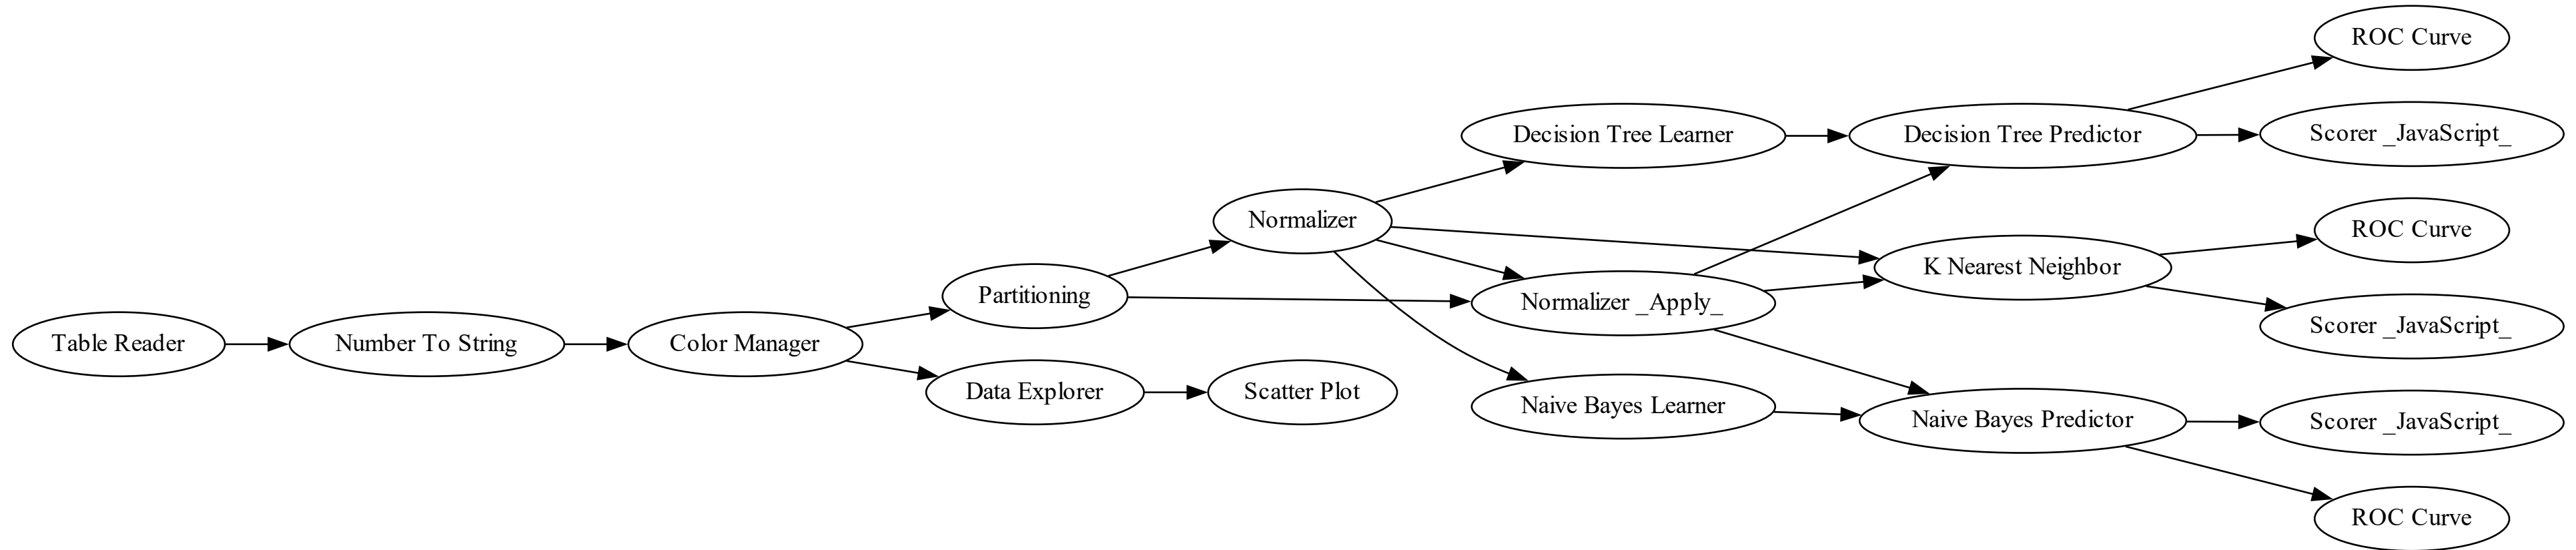 Table Reader
Number To String
Color Manager
Partitioning
Data Explorer
Normalizer
Scatter Plot
Decision Tree Learner
Normalizer _Apply_
Naive Bayes Learner
Decision Tree Predictor
K Nearest Neighbor
Naive Bayes Predictor
ROC Curve
Scorer _JavaScript_
ROC Curve
Scorer _JavaScript_
Scorer _JavaScript_
ROC Curve